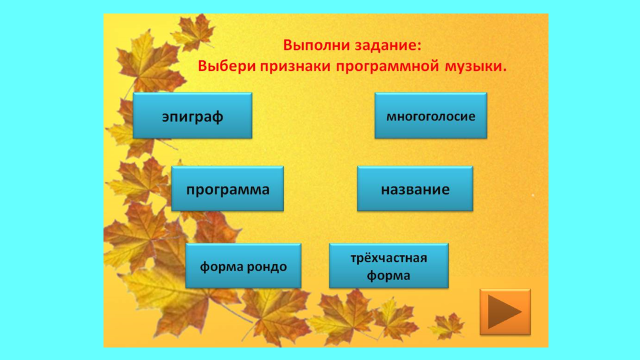 Выполни задание:
Выбери признаки программной музыки.
эпиграф
многоголосие
программа
название
форма рондо
трёхчастная
форма